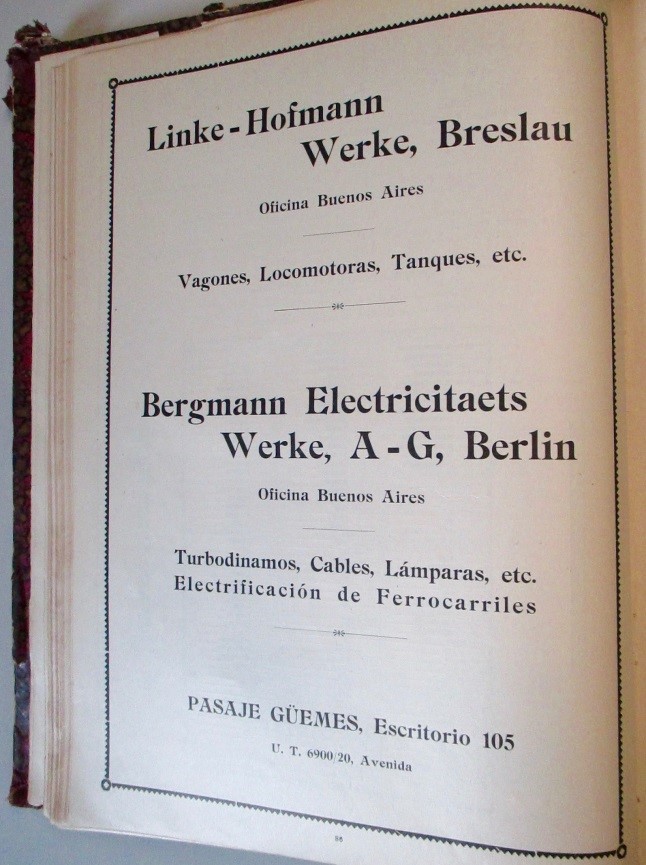 Linke-Hofmann
Werke, Breslau
Oficina Buenos Aires
Vagones, Locomotoras, Tanques, etc.
Bergmann Electricitaets
Werke, A-G, Berlin
Oficina Buenos Aires
Turbodinamos, Cables, Lámparas, etc.
Electrificación de Ferrocarriles
PASAJE GÜEMES, Escritorio 105
U. T. 6900/20, Avenida